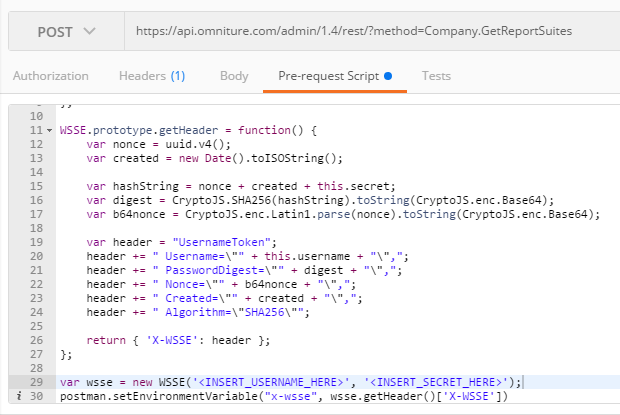 POST https://api.omniture.com/admin/1.4/rest/?method=Company.GetReportSuites
Authorization Headers (1) Body Pre-request Script Tests
10
11 WSSE.prototype.getHeader = function() {
12 var nonce = uuid.v4();
13 var created = new Date().toISOString();
14
15 var hashString = nonce + created + this.secret;
16 var digest = CryptoJS.SHA256(hashString).toString(CryptoJS.enc.Base64);
17 var b64nonce = CryptoJS.enc.Latin1.parse(nonce).toString(CryptoJS.enc.Base64);
18
19 var header = "UsernameToken";
20 header += " Username=\"" + this.username + "\",";
21 header += " PasswordDigest=\"" + digest + "\",";
22 header += " Nonce=\"" + b64nonce + "\",";
23 header += " Created=\"" + created + "\",";
24 header += " Algorithm=\"SHA256\"";
25
26 return { 'X-WSSE': header };
27 };
28
29 var wsse = new WSSE('<INSERT_USERNAME_HERE>', '<INSERT_SECRET_HERE>');
i 30 postman.setEnvironmentVariable("x-wsse", wsse.getHeader()['X-WSSE'])